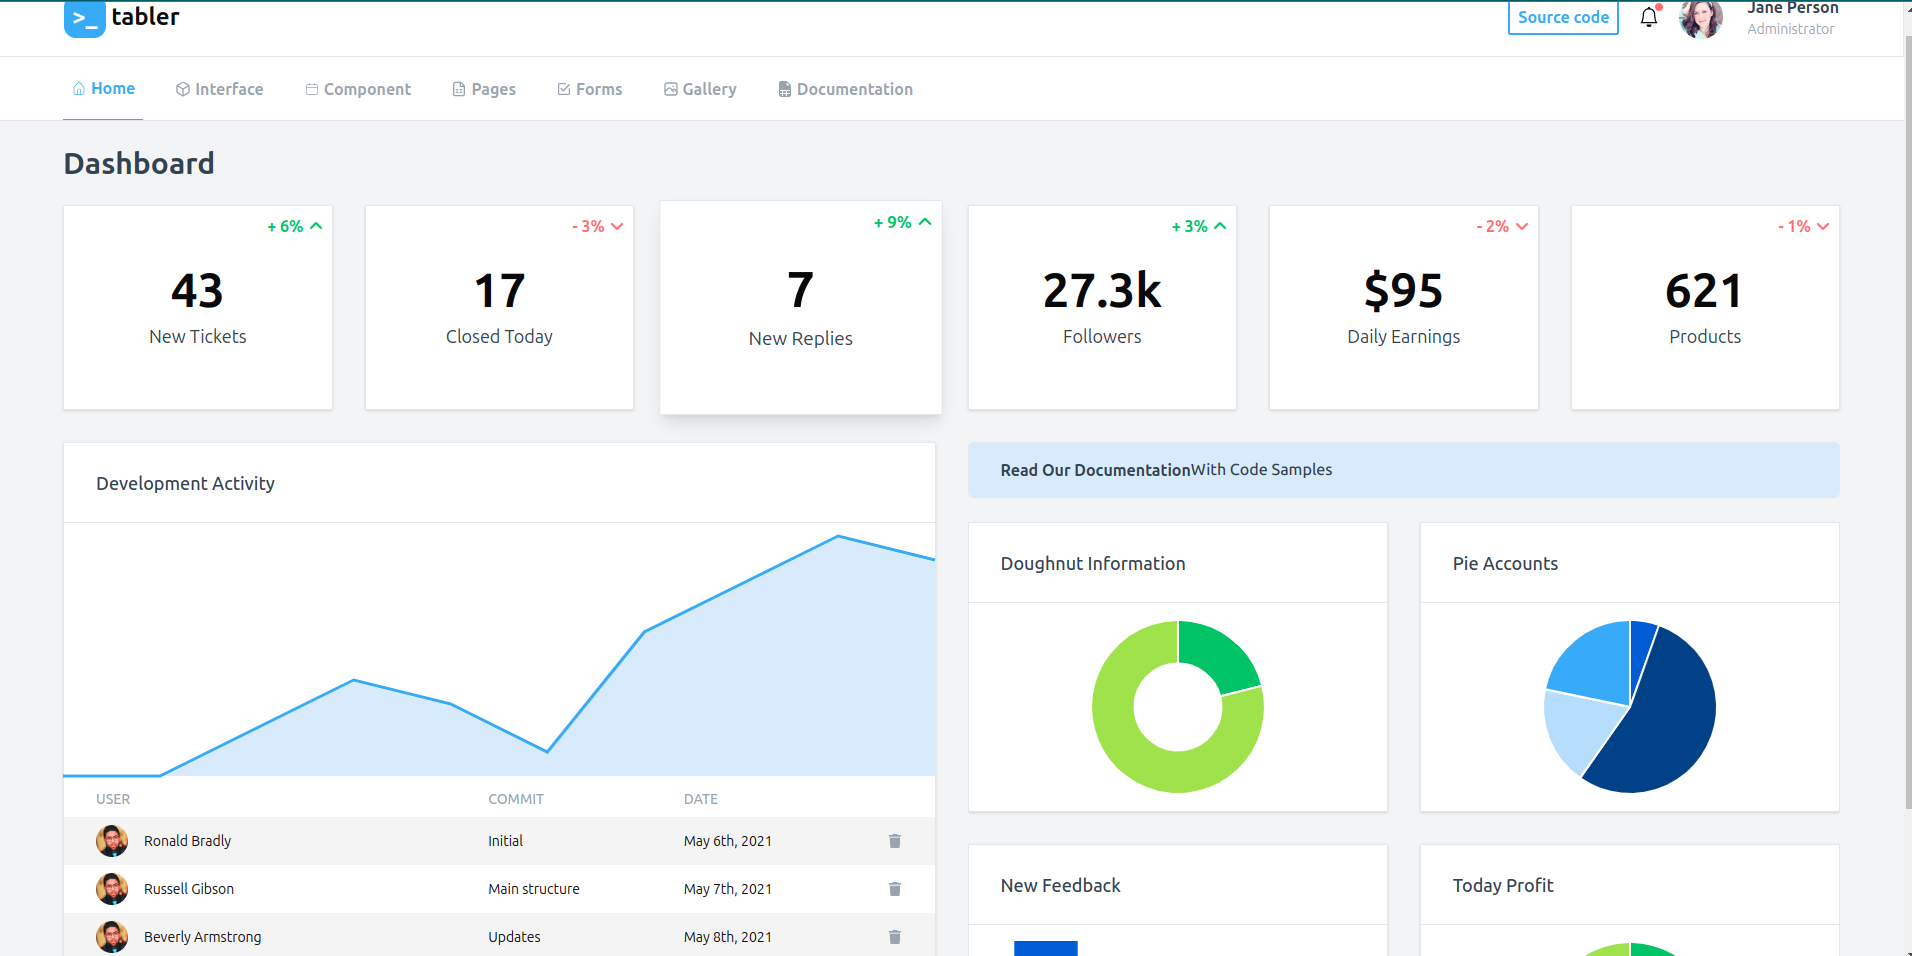 >_ tabler
Source code
Jane Person
Administrator
Home
Interface
Component
Pages
Forms
Gallery
Documentation
Dashboard
+ 6%
43
New Tickets
- 3%
17
Closed Today
+ 9%
7
New Replies
+ 3%
27.3k
Followers
- 2%
$95
Daily Earnings
- 1%
621
Products
Development Activity
USER COMMIT DATE
Ronald Bradly Initial May 6th, 2021
Russell Gibson Main structure May 7th, 2021
Beverly Armstrong Updates May 8th, 2021
Read Our DocumentationWith Code Samples
Doughnut Information
Pie Accounts
New Feedback
Today Profit